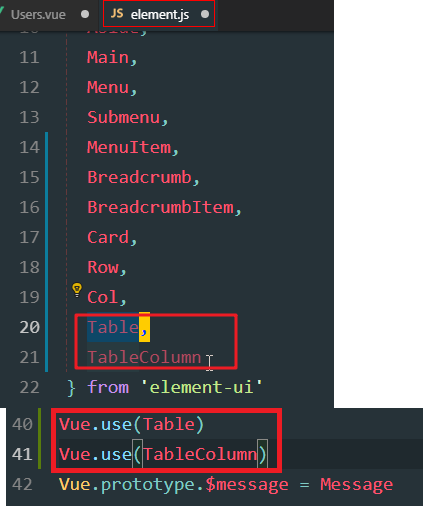 Users.vue
JS element.js
10 Aside,
11 Main,
12 Menu,
13 Submenu,
14 MenuItem,
15 Breadcrumb,
16 BreadcrumbItem,
17 Card,
18 Row,
19 Col,
20 Table,
21 TableColumn
22 } from 'element-ui'
40 Vue.use(Table)
41 Vue.use(TableColumn)
42 Vue.prototype.$message = Message